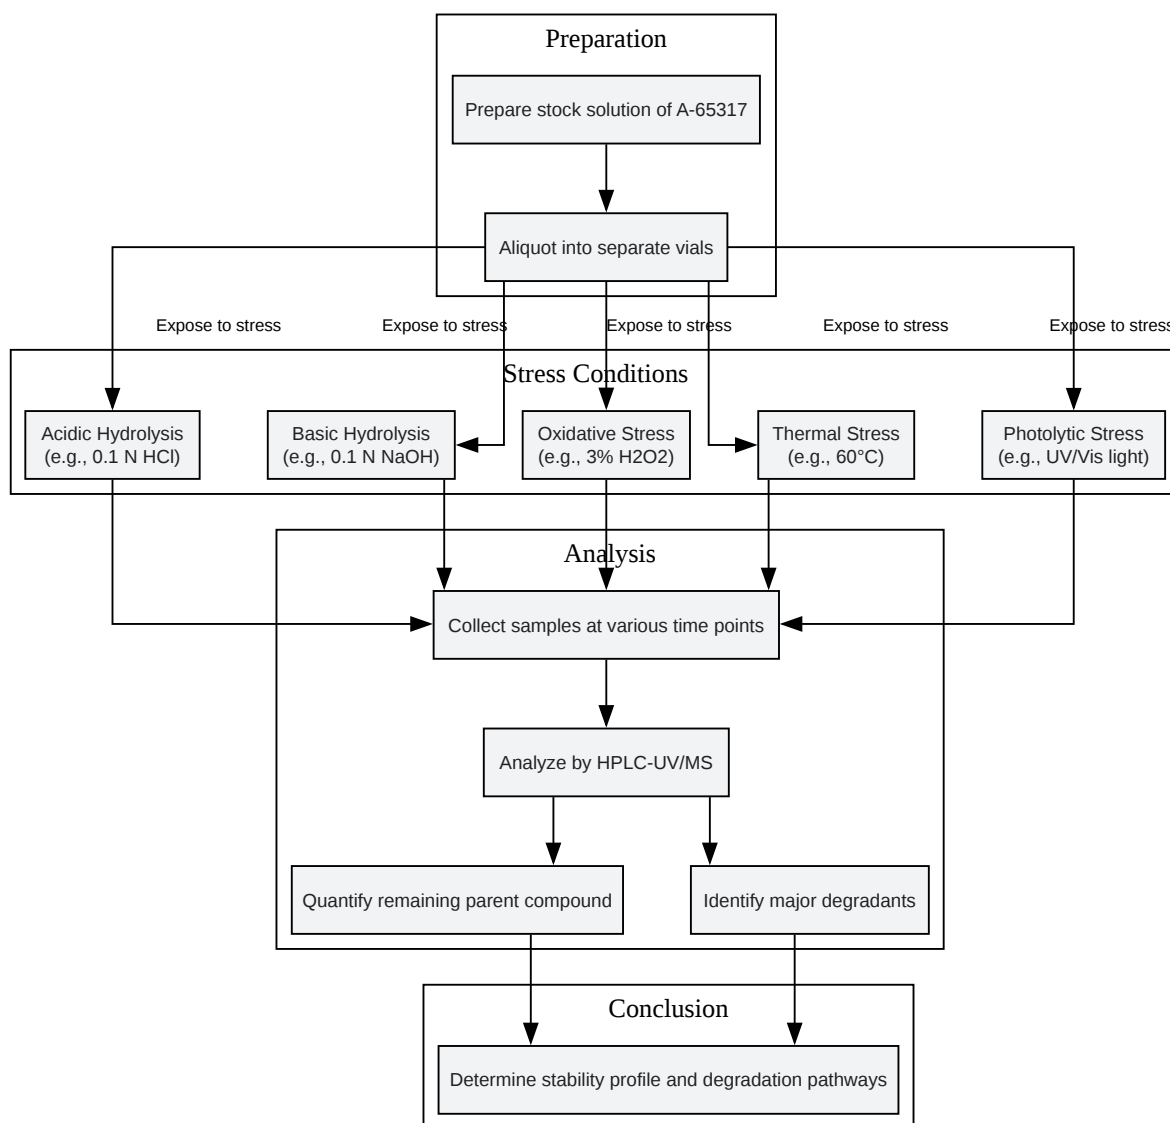 Preparation
Prepare stock solution of A-65317
Aliquot into separate vials
Expose to stress
Expose to stress
Expose to stress
Expose to stress
Expose to stress
Stress Conditions
Acidic Hydrolysis
(e.g., 0.1 N HCl)
Basic Hydrolysis
(e.g., 0.1 N NaOH)
Oxidative Stress
(e.g., 3% H2O2)
Thermal Stress
(e.g., 60°C)
Photolytic Stress
(e.g., UV/Vis light)
Analysis
Collect samples at various time points
Analyze by HPLC-UV/MS
Quantify remaining parent compound
Identify major degradants
Conclusion
Determine stability profile and degradation pathways